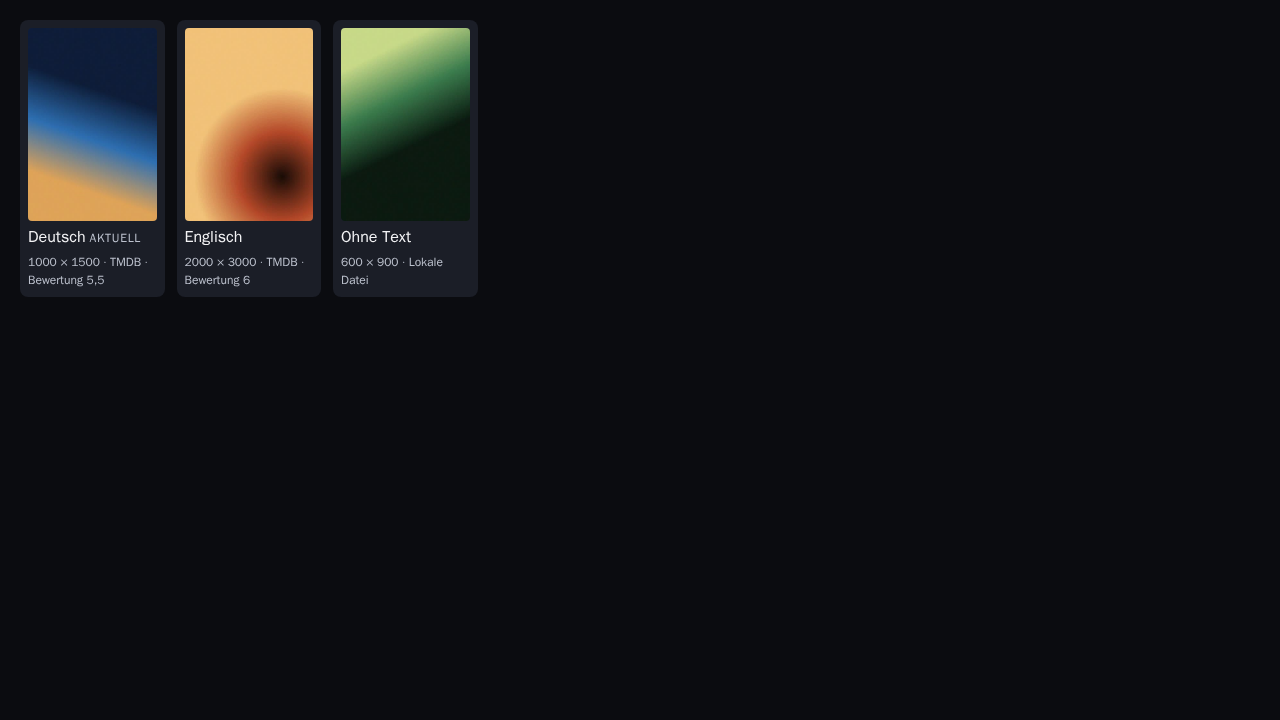 Deutsch AKTUELL
1000 × 1500 · TMDB ·
Bewertung 5,5
Englisch
2000 × 3000 · TMDB ·
Bewertung 6
Ohne Text
600 × 900 · Lokale
Datei